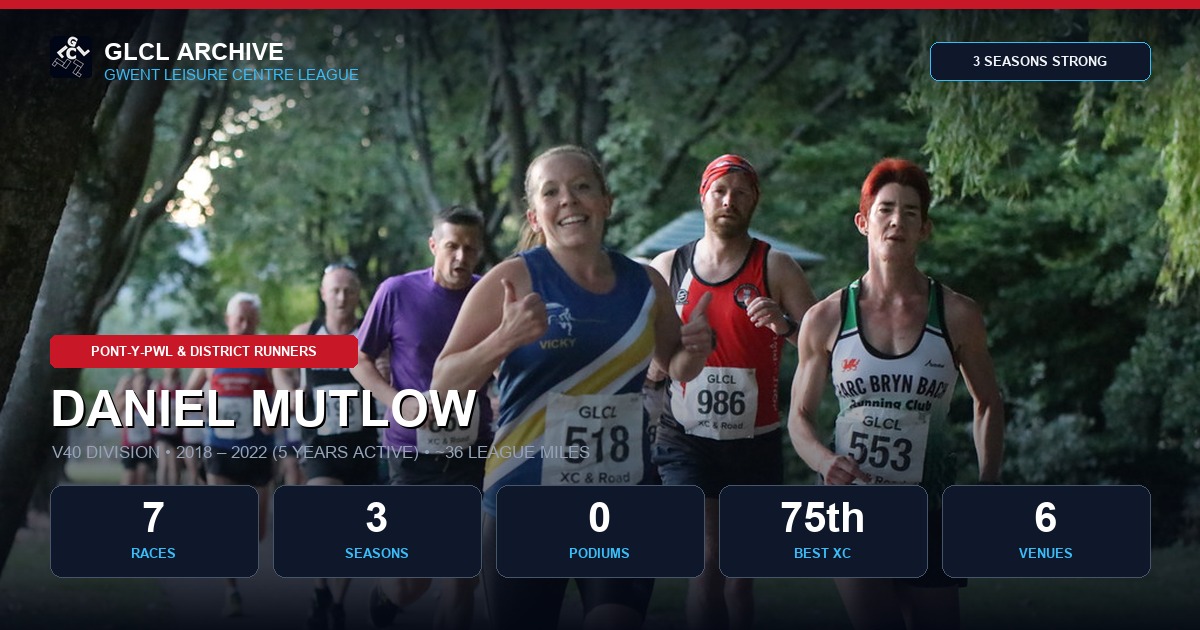 GLCL ARCHIVE
GWENT LEISURE CENTRE LEAGUE
3 SEASONS STRONG
VICKY
GLCL
518
XC & Road
GLCL
986
XC & Road
PARC BRYN BACH
Running Club
GLCL
553
PONT-Y-PWL & DISTRICT RUNNERS
DANIEL MUTLOW
V40 DIVISION • 2018 – 2022 (5 YEARS ACTIVE) • ~36 LEAGUE MILES
7
RACES
3
SEASONS
0
PODIUMS
75th
BEST XC
6
VENUES